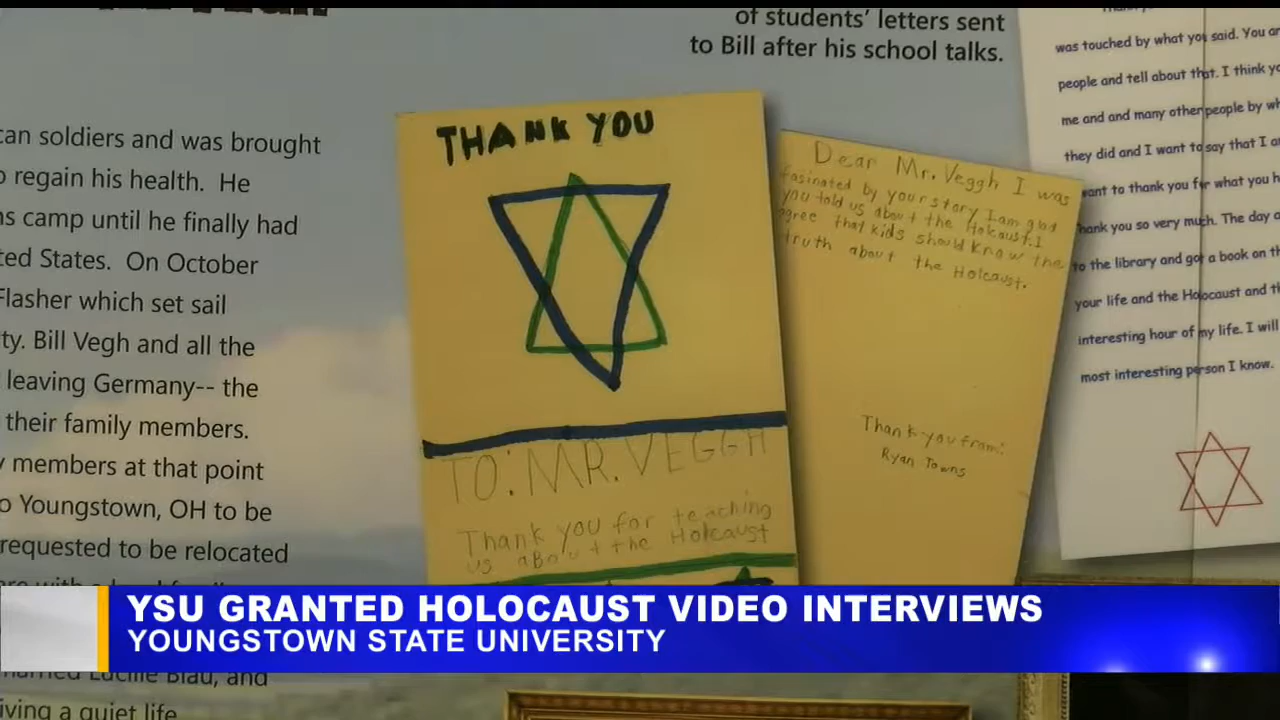 of students' letters sent
to Bill after his school talks.
can soldiers and was brought
regain his health. He
camp until he finally had
ted States. On October
Flasher which set sail
ty. Bill Vegh and all the
leaving Germany-- the
their family members.
members at that point
Youngstown, OH to be
requested to be relocated
married Lucille Blau, and
iving a quiet life
THANK YOU
TO: MR. VEGGH
Thank you for teaching
us about the Holocaust
Dear Mr. Veggh I was
fasinated by your story I am glad
you told us about the Holcaust. I
agree that kids should know the
truth about the Holcaust.
Thank you from:
Ryan Towns
was touched by what you said. You are
people and tell about that. I think yo
me and and many other people by wh
they did and I want to say that I a
want to thank you for what you h
hank you so very much. The day a
to the library and got a book on th
your life and the Holocaust and th
interesting hour of my life. I will
most interesting person I know.
YSU GRANTED HOLOCAUST VIDEO INTERVIEWS
YOUNGSTOWN STATE UNIVERSITY